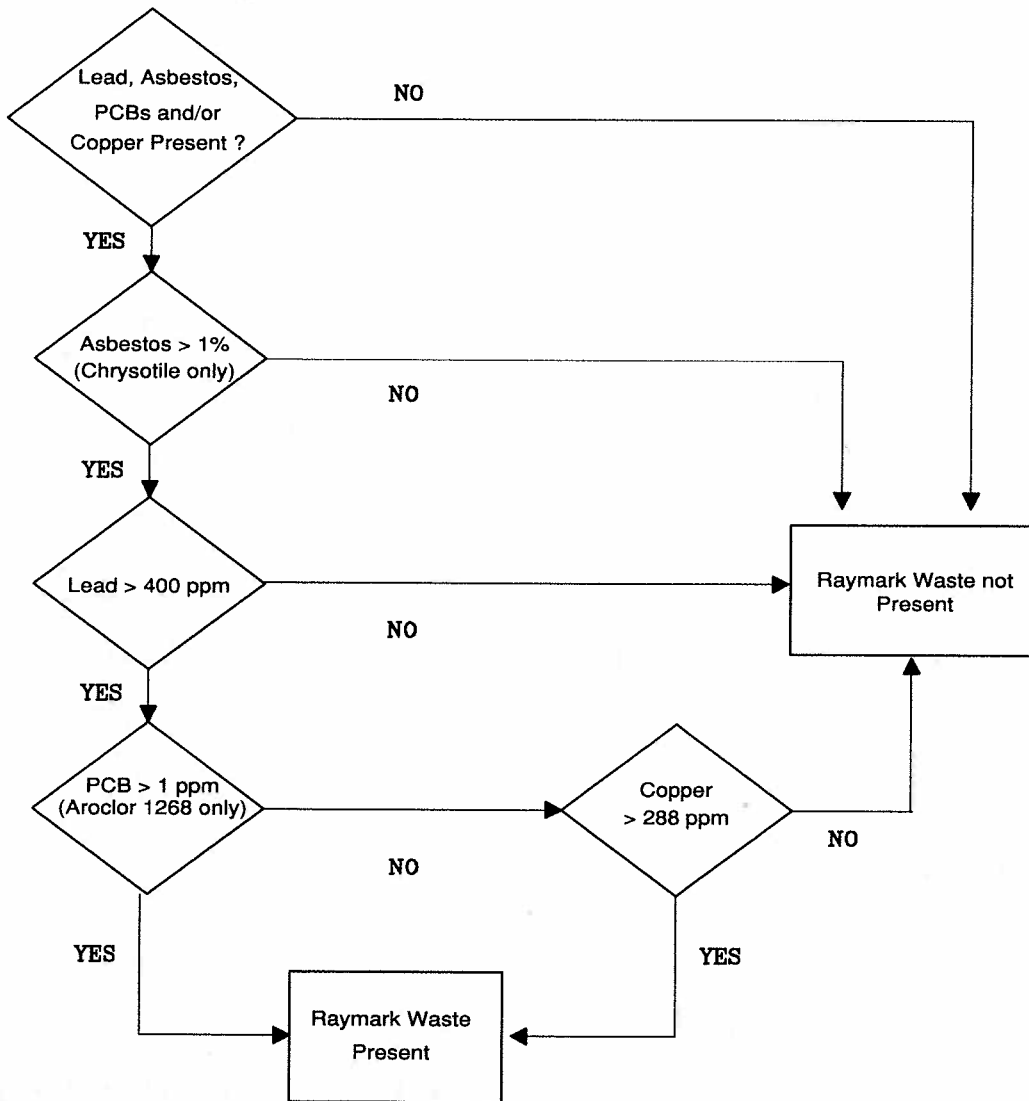 Lead, Asbestos,
PCBs and/or
Copper Present ?
NO
YES
Asbestos > 1%
(Chrysotile only)
NO
YES
Lead > 400 ppm
NO
Raymark Waste not
Present
YES
PCB > 1 ppm
(Aroclor 1268 only)
NO
Copper
> 288 ppm
NO
YES
YES
Raymark Waste
Present